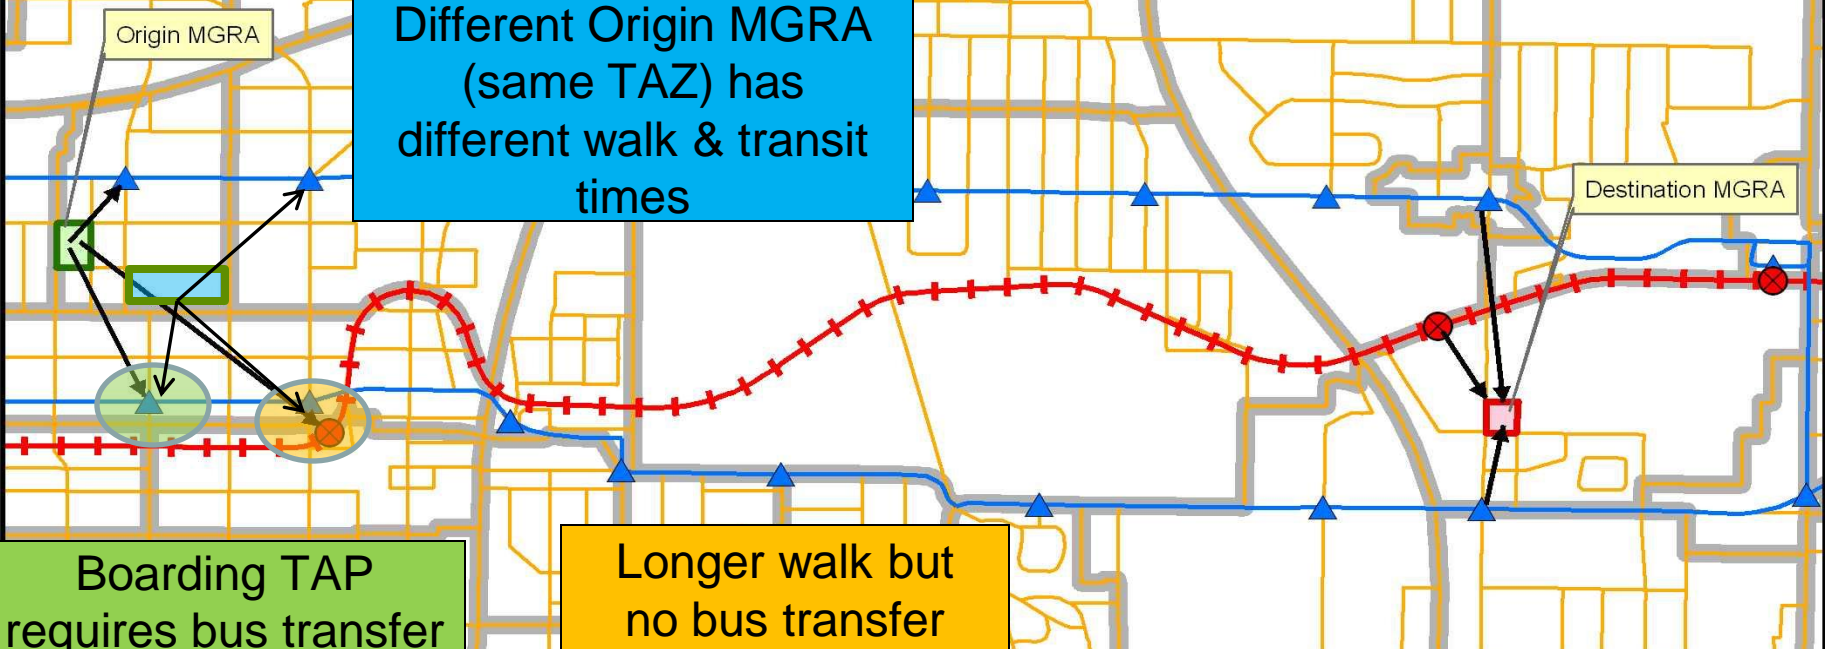 Origin MGRA
Different Origin MGRA
(same TAZ) has
different walk & transit
times
Destination MGRA
Boarding TAP
requires bus transfer
Longer walk but
no bus transfer